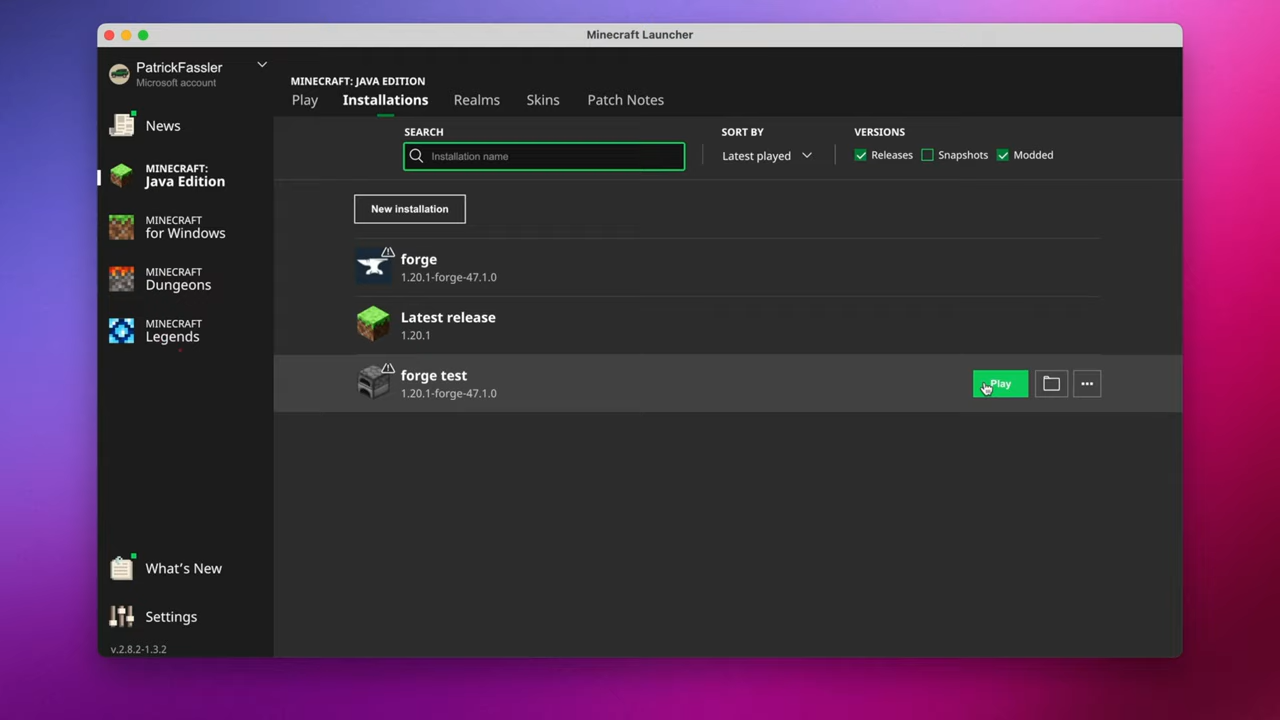 Minecraft Launcher
PatrickFassler
Microsoft account
News
MINECRAFT:
Java Edition
MINECRAFT
for Windows
MINECRAFT
Dungeons
MINECRAFT
Legends
What's New
Settings
v.2.8.2-1.3.2
MINECRAFT: JAVA EDITION
Play Installations Realms Skins Patch Notes
SEARCH SORT BY VERSIONS
Installation name Latest played Releases Snapshots Modded
New installation
forge
1.20.1-forge-47.1.0
Latest release
1.20.1
forge test
1.20.1-forge-47.1.0
Play ...